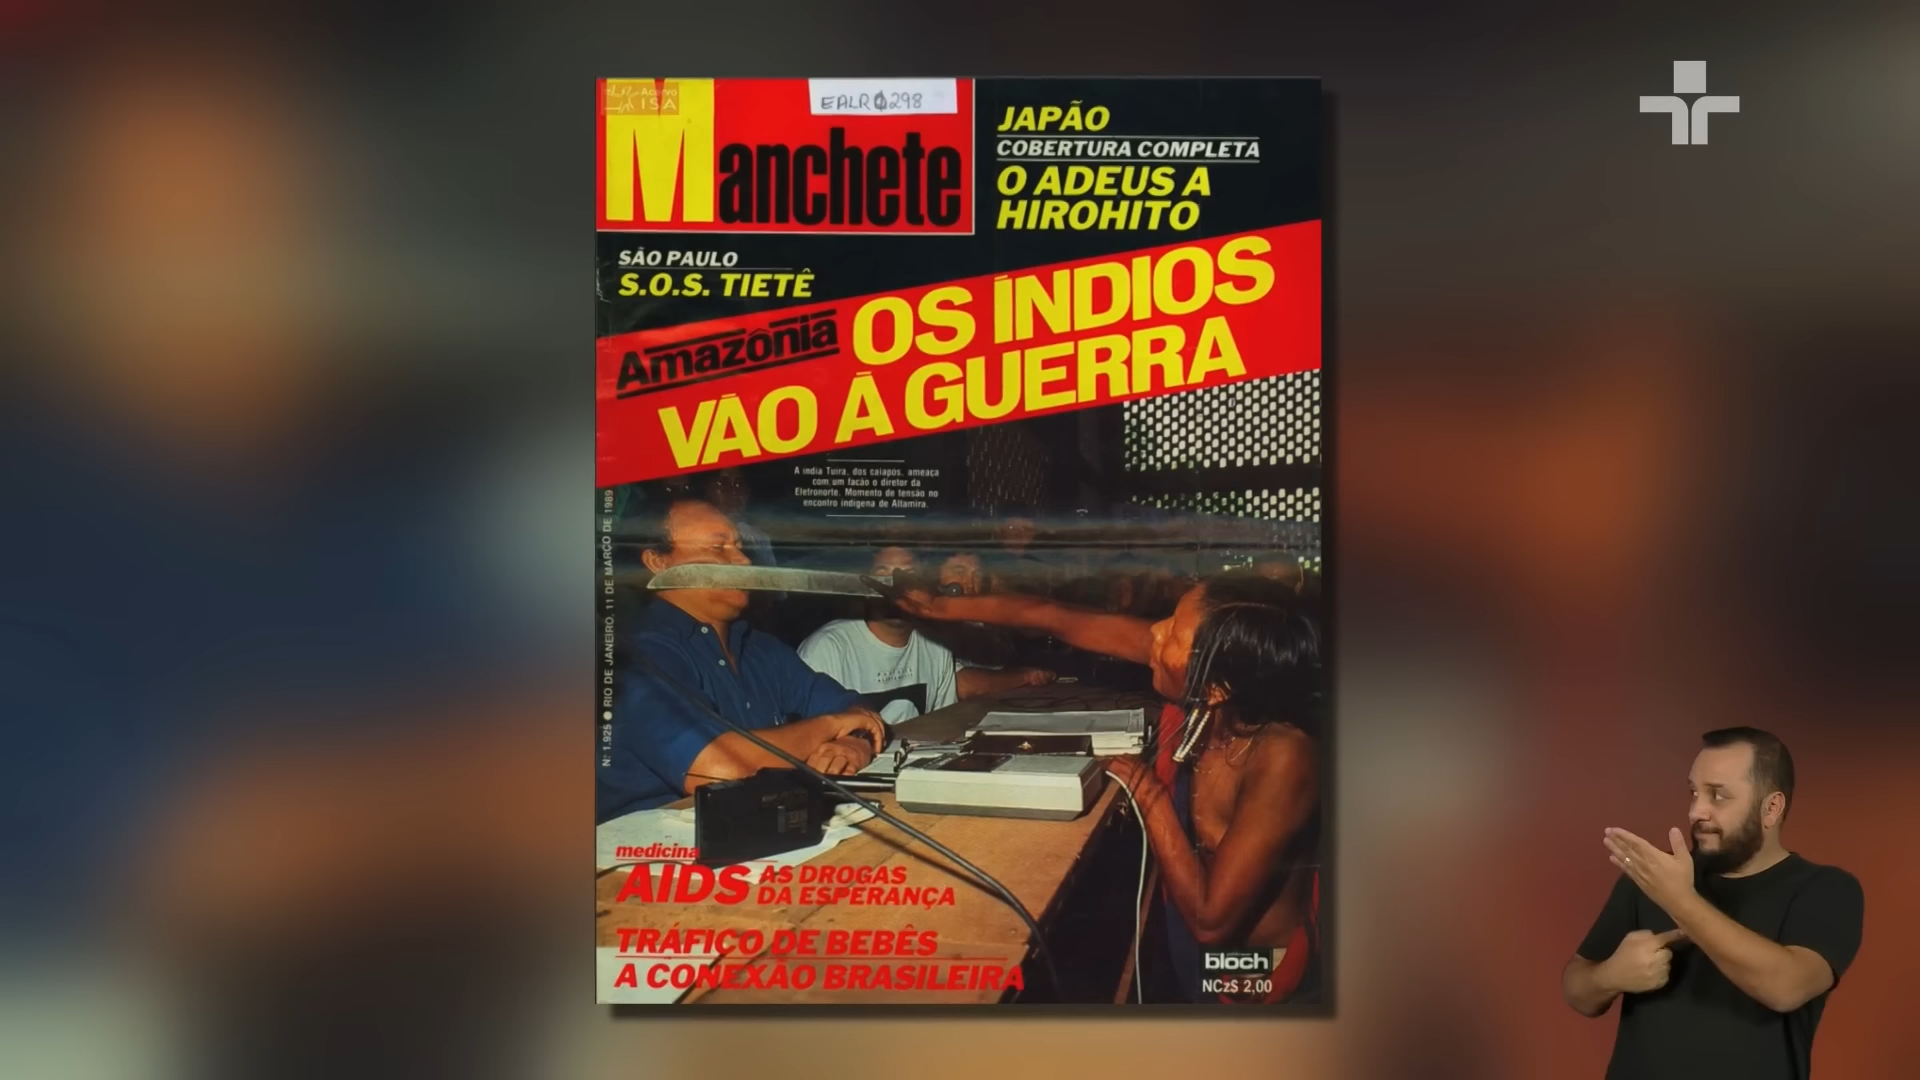 Acervo
ISA
EALRØ298
Manchete
JAPÃO
COBERTURA COMPLETA
O ADEUS A
HIROHITO
SÃO PAULO
S.O.S. TIETÊ
Amazônia OS ÍNDIOS
VÃO À GUERRA
A índia Tuíra, dos caiapos, ameaça
com um facão o diretor da
Eletronorte. Momento de tensão no
encontro indígena de Altamira.
Nº 1.925 ● RIO DE JANEIRO, 11 DE MARÇO DE 1989
medicina
AIDS AS DROGAS
DA ESPERANÇA
TRÁFICO DE BEBÊS
A CONEXÃO BRASILEIRA
bloch
NCz$ 2,00